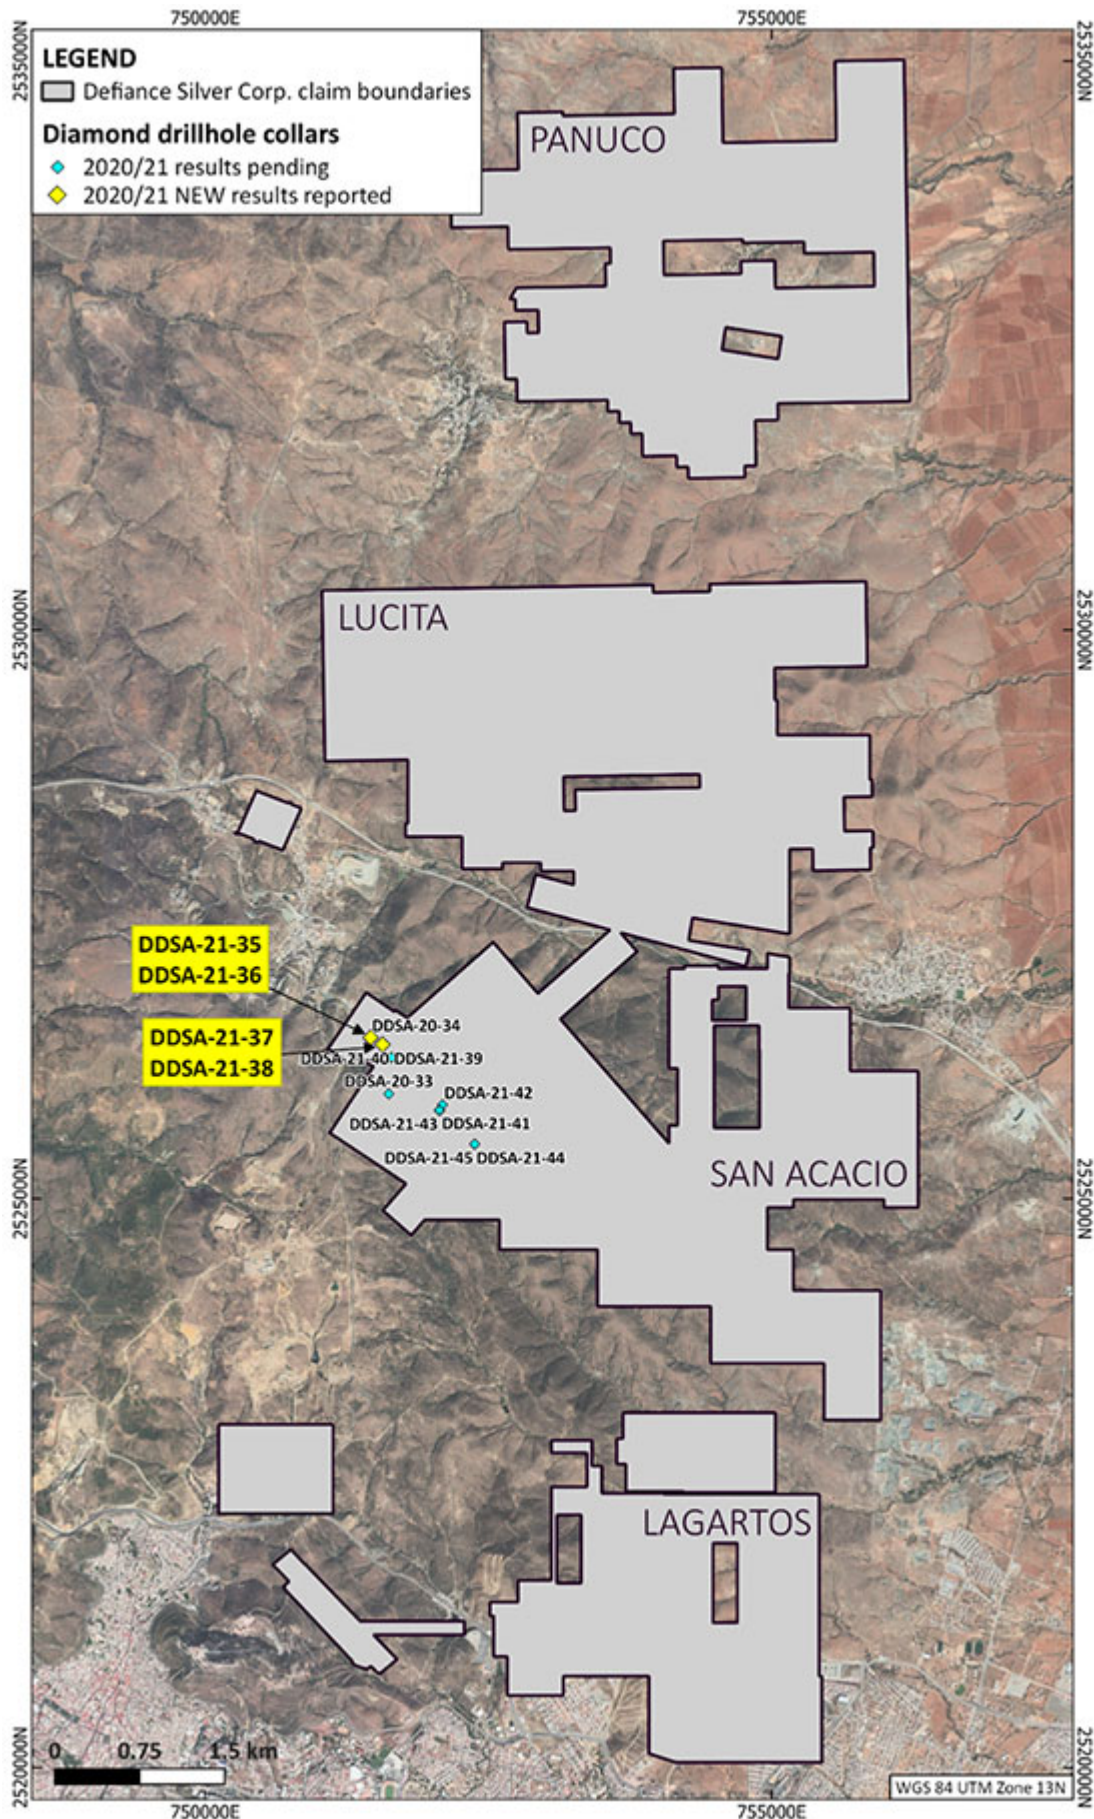 750000E
755000E
2535000N
2535000N
LEGEND
Defiance Silver Corp. claim boundaries
Diamond drillhole collars
2020/21 results pending
2020/21 NEW results reported
PANUCO
LUCITA
2530000N
2530000N
DDSA-21-35
DDSA-21-36
DDSA-21-37
DDSA-21-38
DDSA-20-34
DDSA-21-40 DDSA-21-39
DDSA-20-33
DDSA-21-42
DDSA-21-43 DDSA-21-41
DDSA-21-45 DDSA-21-44
SAN ACACIO
2525000N
2525000N
LAGARTOS
2520000N
2520000N
0 0.75 1.5 km
WGS 84 UTM Zone 13N
750000E
755000E